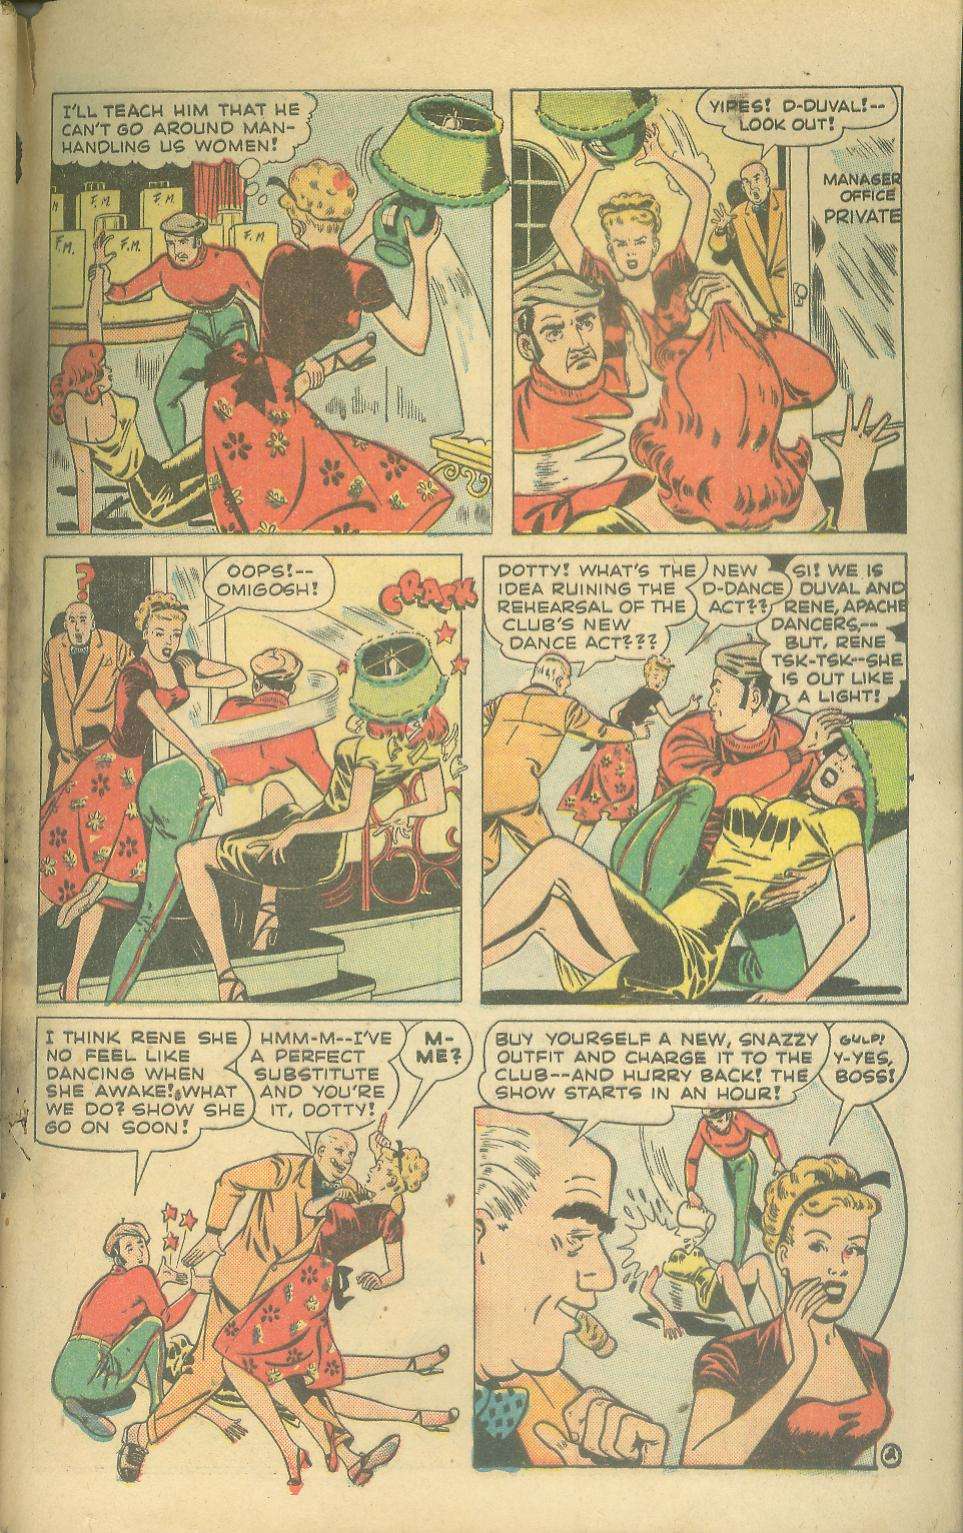 I'LL TEACH HIM THAT HE
CAN'T GO AROUND MAN-
HANDLING US WOMEN!
F.M.
F.M.
F.M.
F.M.
F.M.
YIPES! D-DUVAL!--
LOOK OUT!
MANAGER
OFFICE
PRIVATE
?
OOPS!--
OMIGOSH!
CRACK
DOTTY! WHAT'S THE
IDEA RUINING THE
REHEARSAL OF THE
CLUB'S NEW
DANCE ACT???
NEW
D-DANCE
ACT??
SI! WE IS
DUVAL AND
RENE, APACHE
DANCERS,--
BUT, RENE
TSK-TSK--SHE
IS OUT LIKE
A LIGHT!
I THINK RENE SHE
NO FEEL LIKE
DANCING WHEN
SHE AWAKE! WHAT
WE DO? SHOW SHE
GO ON SOON!
HMM-M--I'VE
A PERFECT
SUBSTITUTE
AND YOU'RE
IT, DOTTY!
M-
ME?
BUY YOURSELF A NEW, SNAZZY
OUTFIT AND CHARGE IT TO THE
CLUB--AND HURRY BACK! THE
SHOW STARTS IN AN HOUR!
GULP!
Y-YES,
BOSS!
2